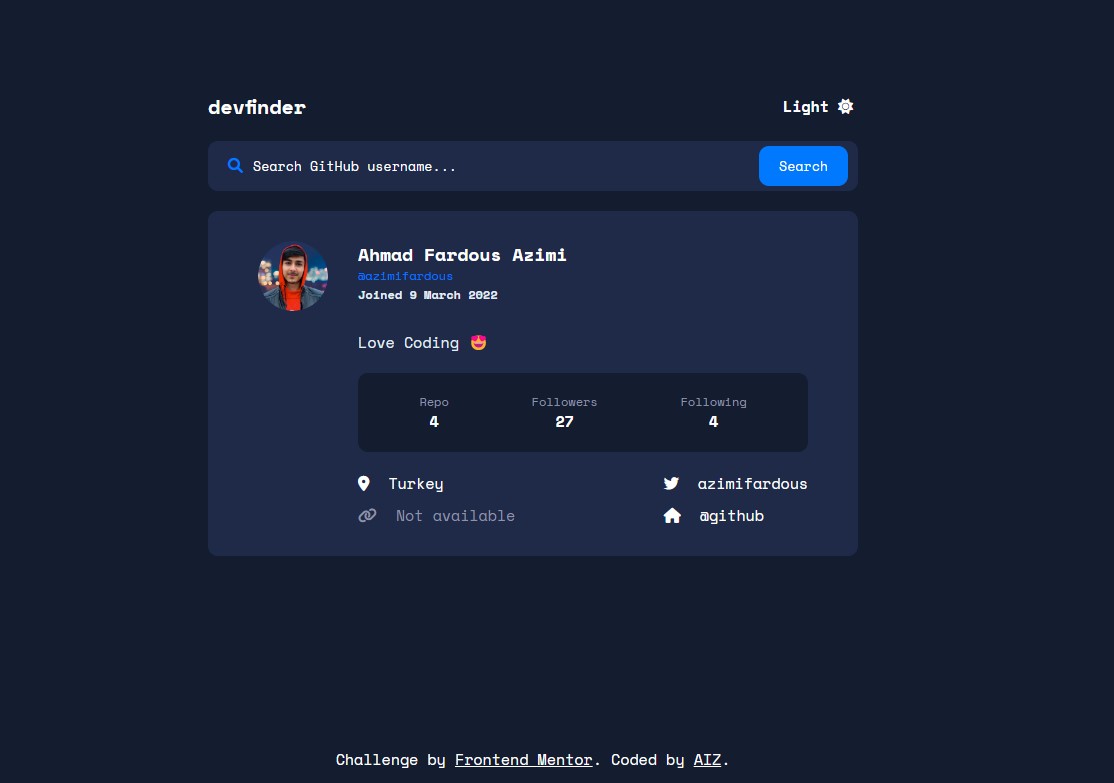 devfinder
Light
Search GitHub username...
Search
Ahmad Fardous Azimi
@azimifardous
Joined 9 March 2022
Love Coding 😍
Repo Followers Following
4 27 4
Turkey azimifardous
Not available @github
Challenge by Frontend Mentor. Coded by AIZ.